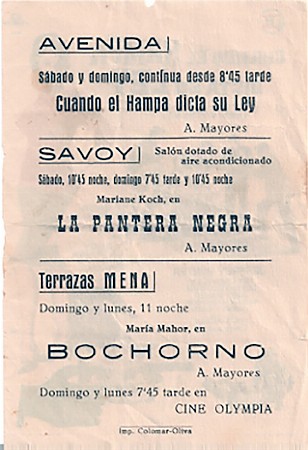 AVENIDA
Sábado y domingo, contínua desde 8'45 tarde
Cuando el Hampa dicta su Ley
A. Mayores
SAVOY
Salón dotado de
aire acondicionado
Sábado, 10'45 noche, domingo 7'45 tarde y 10'45 noche
Mariane Koch, en
LA PANTERA NEGRA
A. Mayores
Terrazas MENA
Domingo y lunes, 11 noche
María Mahor, en
BOCHORNO
A. Mayores
Domingo y lunes 7'45 tarde en
CINE OLYMPIA
imp. Colomar-Oliva